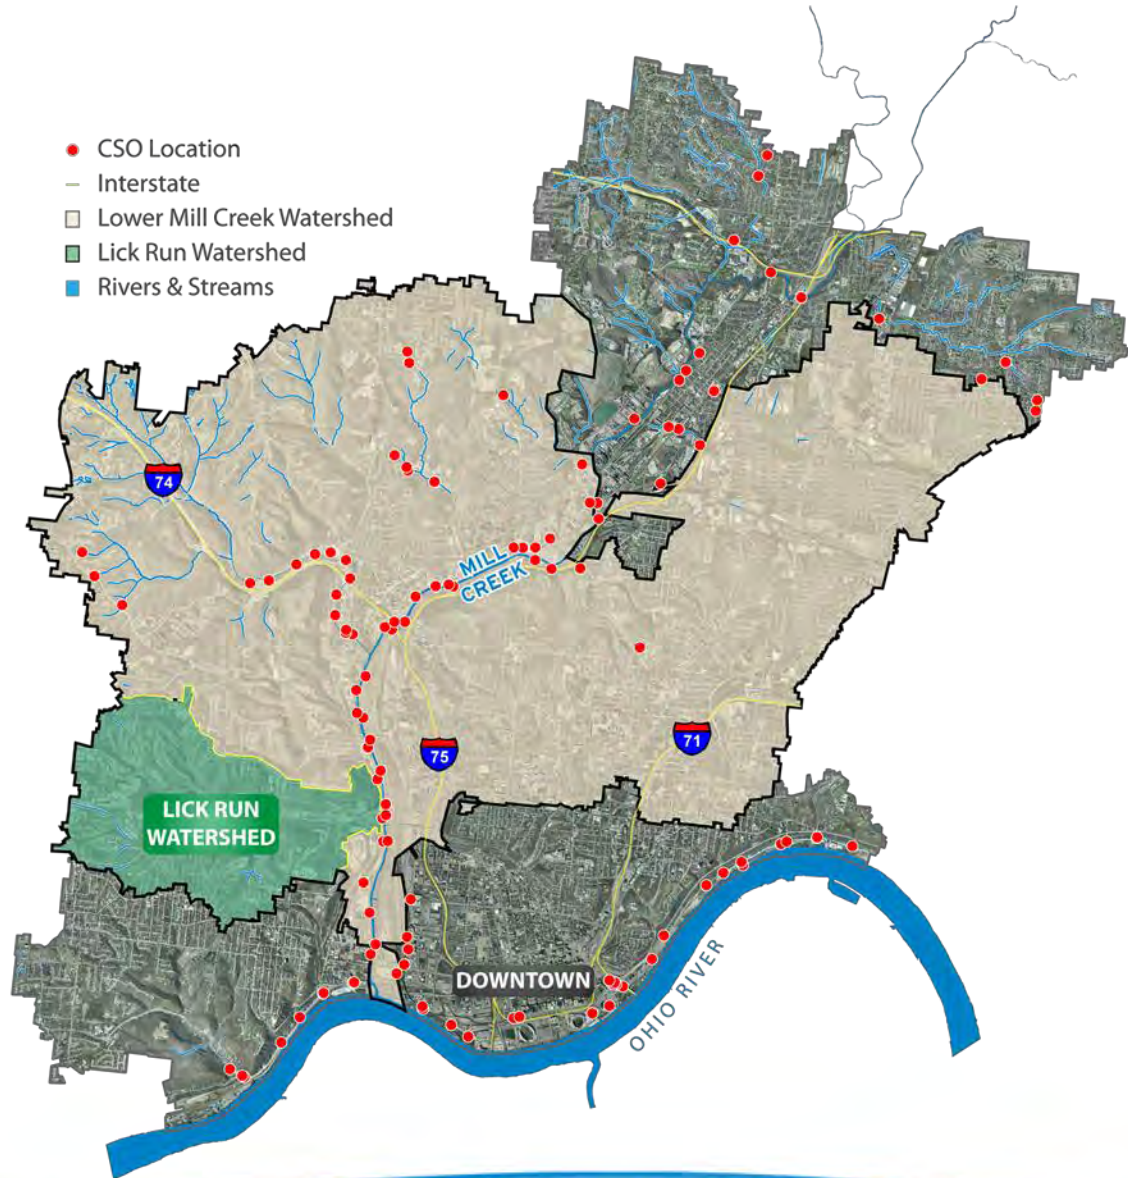 CSO Location
Interstate
Lower Mill Creek Watershed
Lick Run Watershed
Rivers & Streams
74
MILL
CREEK
75
71
LICK RUN
WATERSHED
DOWNTOWN
OHIO RIVER